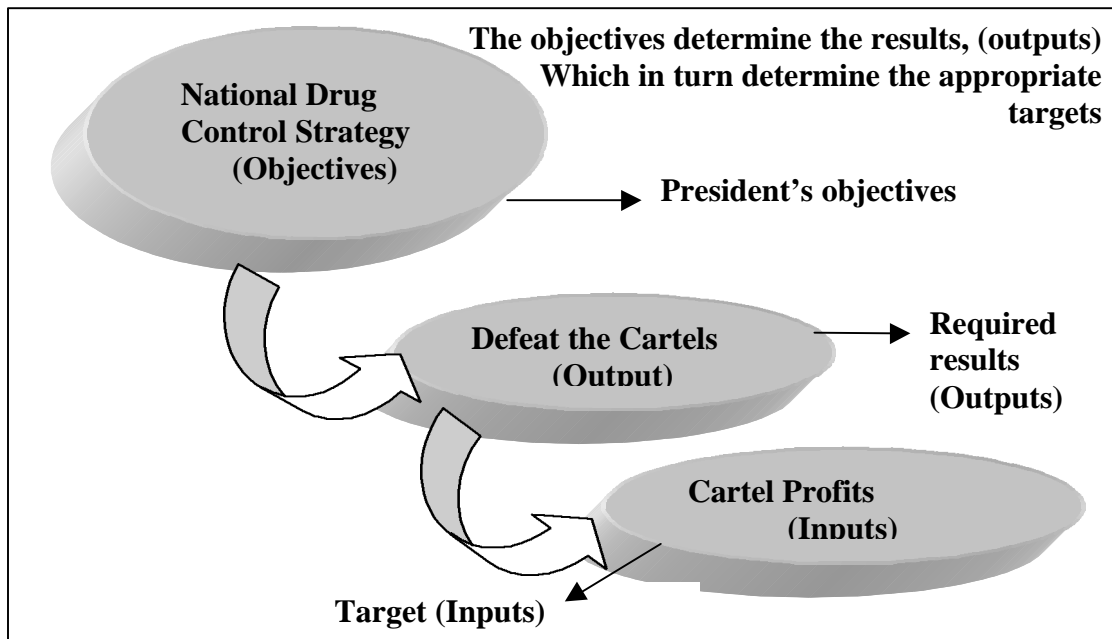 The objectives determine the results, (outputs)
Which in turn determine the appropriate
targets
National Drug
Control Strategy
(Objectives)
President’s objectives
Defeat the Cartels
(Output)
Required
results
(Outputs)
Cartel Profits
(Inputs)
Target (Inputs)